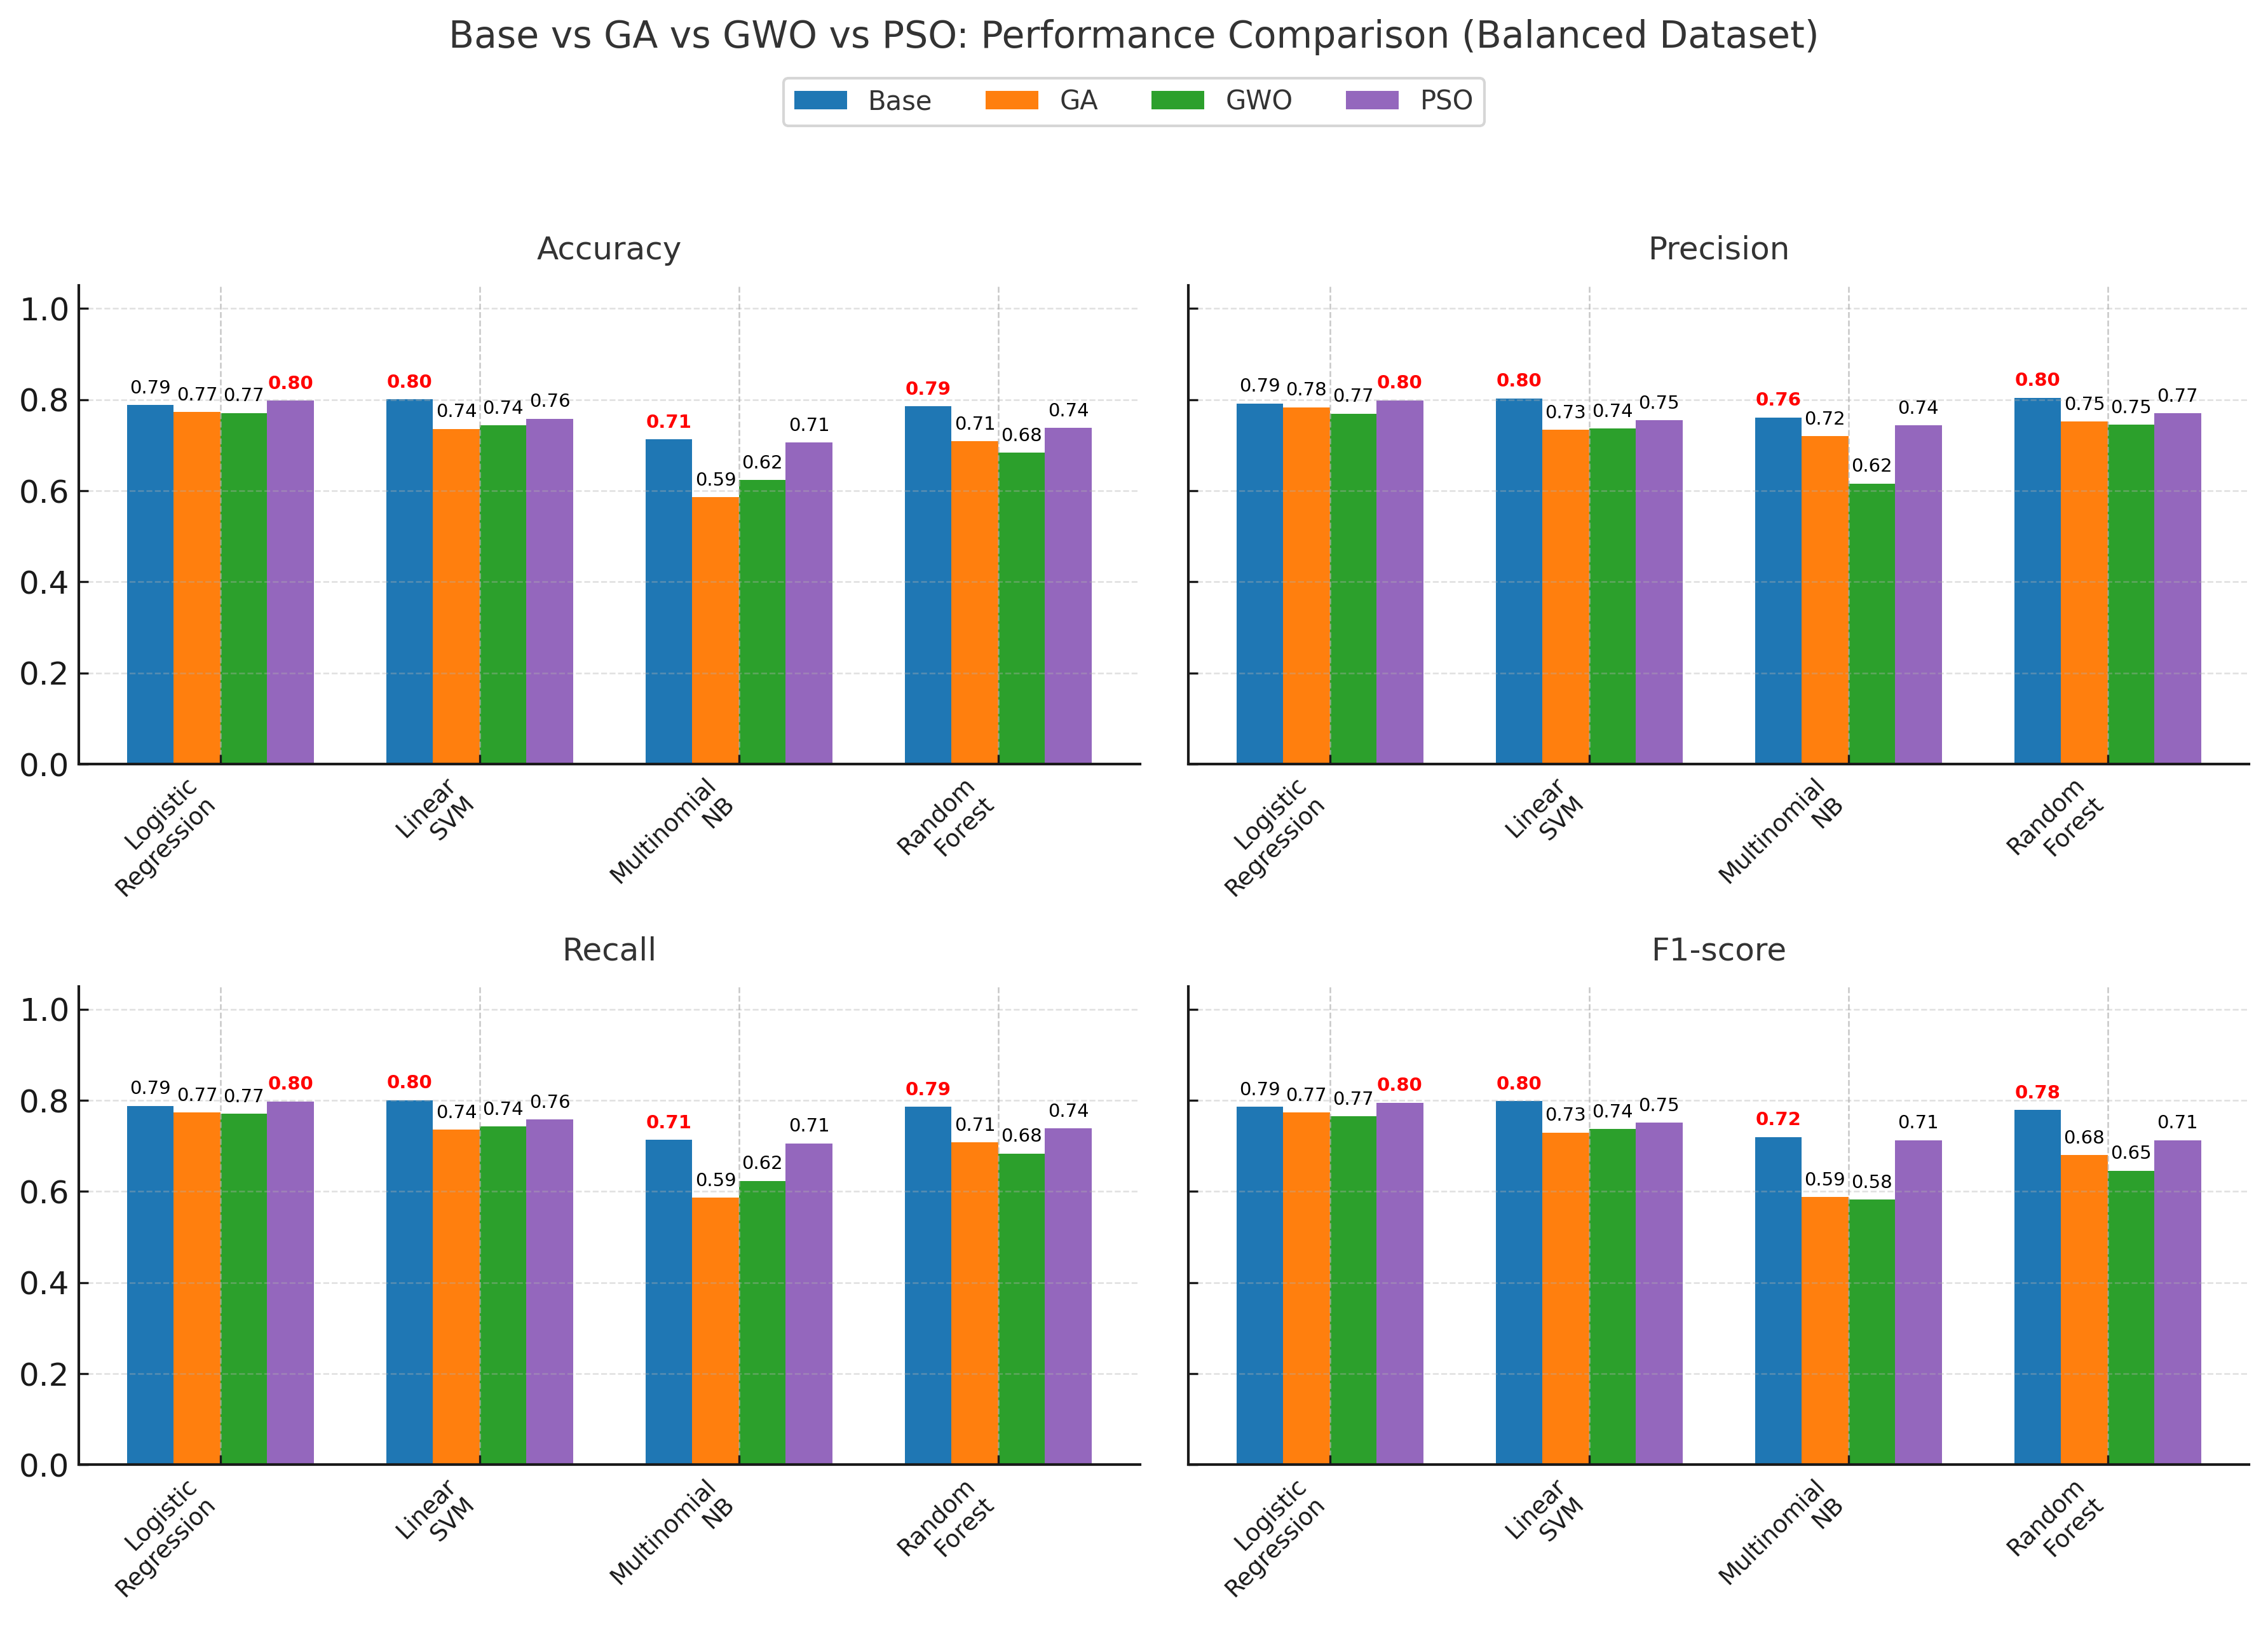 Base vs GA vs GWO vs PSO: Performance Comparison (Balanced Dataset)
Base GA GWO PSO
Accuracy
1.0
0.8
0.6
0.4
0.2
0.0
0.79 0.77 0.77 0.80
0.80 0.74 0.74 0.76
0.71 0.59 0.62 0.71
0.79 0.71 0.68 0.74
Logistic
Regression
Linear
SVM
Multinomial
NB
Random
Forest
Precision
0.79 0.78 0.77 0.80
0.80 0.73 0.74 0.75
0.76 0.72 0.62 0.74
0.80 0.75 0.75 0.77
Logistic
Regression
Linear
SVM
Multinomial
NB
Random
Forest
Recall
1.0
0.8
0.6
0.4
0.2
0.0
0.79 0.77 0.77 0.80
0.80 0.74 0.74 0.76
0.71 0.59 0.62 0.71
0.79 0.71 0.68 0.74
Logistic
Regression
Linear
SVM
Multinomial
NB
Random
Forest
F1-score
0.79 0.77 0.77 0.80
0.80 0.73 0.74 0.75
0.72 0.59 0.58 0.71
0.78 0.68 0.65 0.71
Logistic
Regression
Linear
SVM
Multinomial
NB
Random
Forest